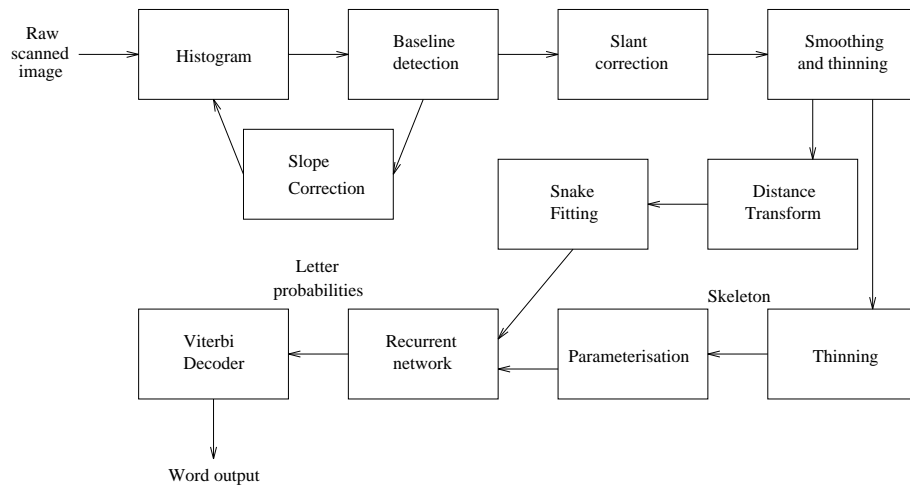 Raw
scanned
image
Histogram
Baseline
detection
Slant
correction
Smoothing
and thinning
Slope
Correction
Snake
Fitting
Distance
Transform
Letter
probabilities
Skeleton
Viterbi
Decoder
Recurrent
network
Parameterisation
Thinning
Word output